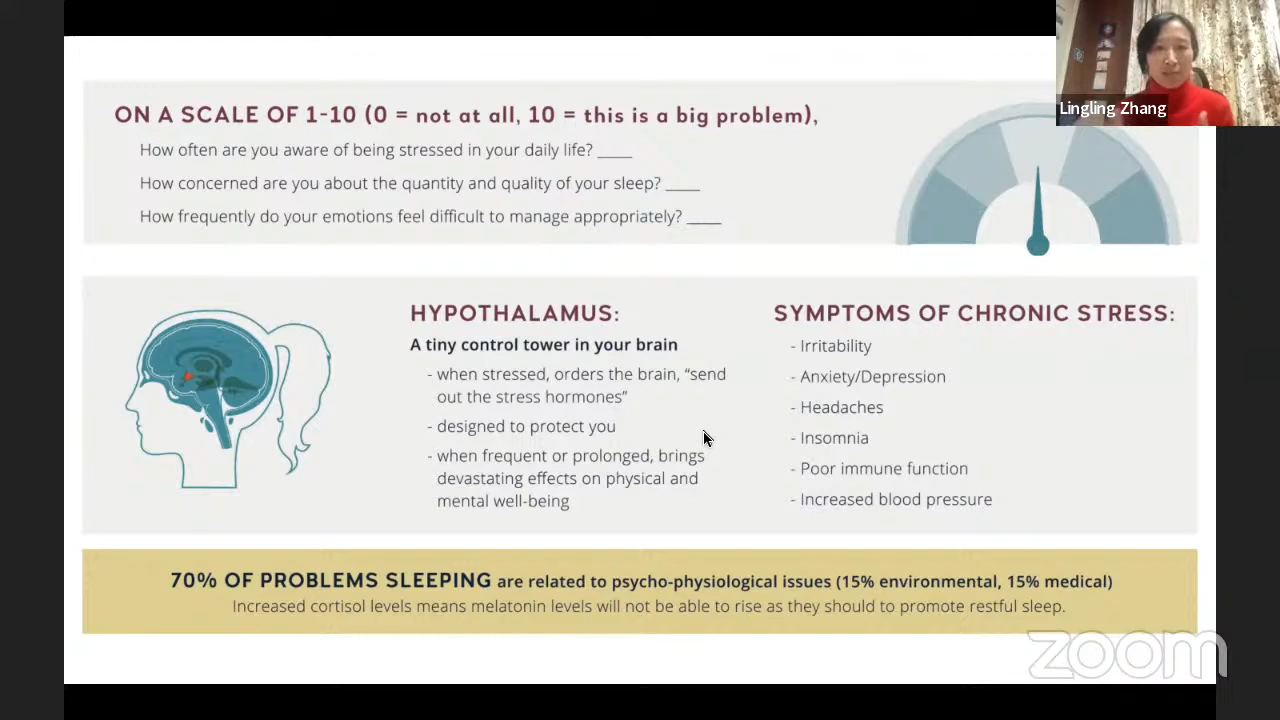 Lingling Zhang
ON A SCALE OF 1-10 (0 = not at all, 10 = this is a big problem),
How often are you aware of being stressed in your daily life? ____
How concerned are you about the quantity and quality of your sleep? ____
How frequently do your emotions feel difficult to manage appropriately? ____
HYPOTHALAMUS:
A tiny control tower in your brain
- when stressed, orders the brain, “send
out the stress hormones”
- designed to protect you
- when frequent or prolonged, brings
devastating effects on physical and
mental well-being
SYMPTOMS OF CHRONIC STRESS:
- Irritability
- Anxiety/Depression
- Headaches
- Insomnia
- Poor immune function
- Increased blood pressure
70% OF PROBLEMS SLEEPING are related to psycho-physiological issues (15% environmental, 15% medical)
Increased cortisol levels means melatonin levels will not be able to rise as they should to promote restful sleep.
zoom